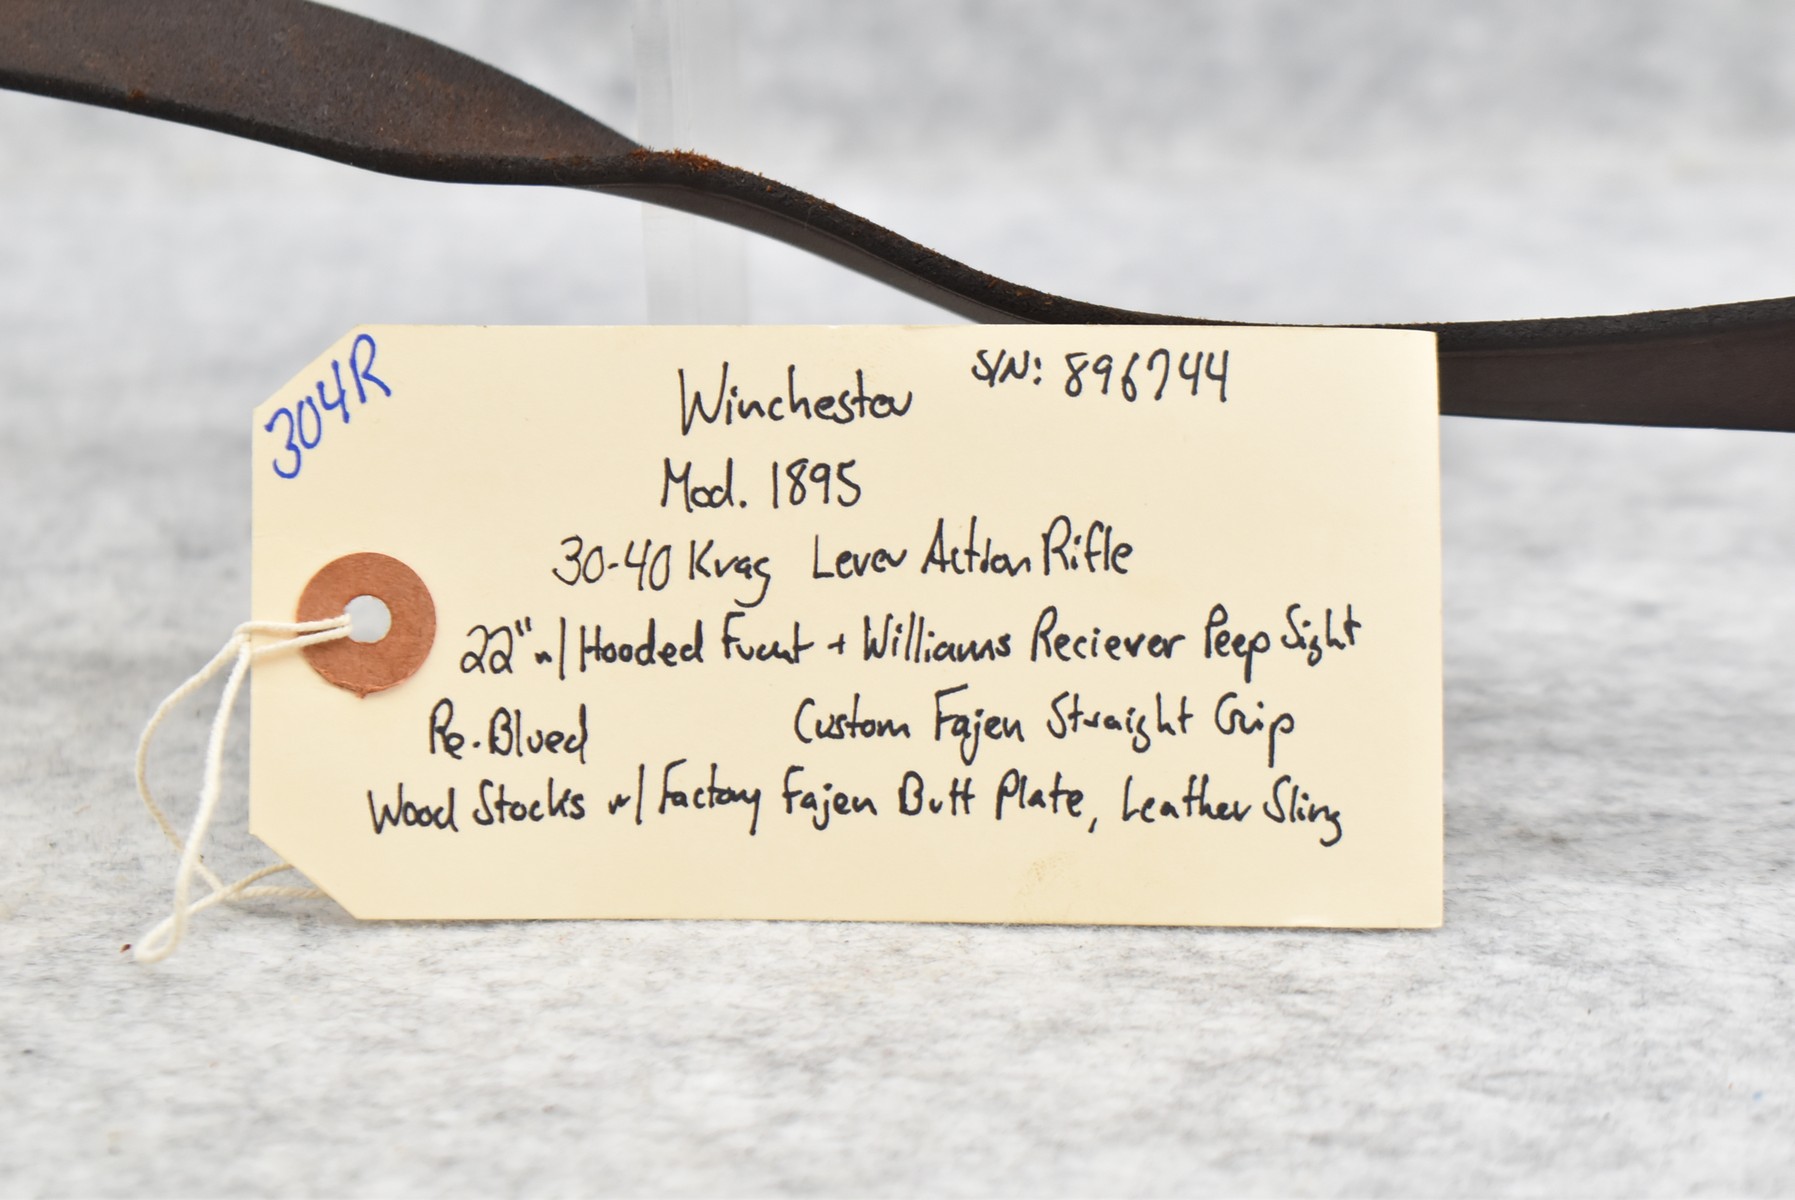 304R
Winchester S/N: 896744
Mod. 1895
30-40 Krag Lever Action Rifle
22" w/ Hooded Front + Williams Reciever Peep Sight
Re-Blued Custom Fajen Straight Grip
Wood Stocks w/ Factory Fajen Butt Plate, Leather Sling